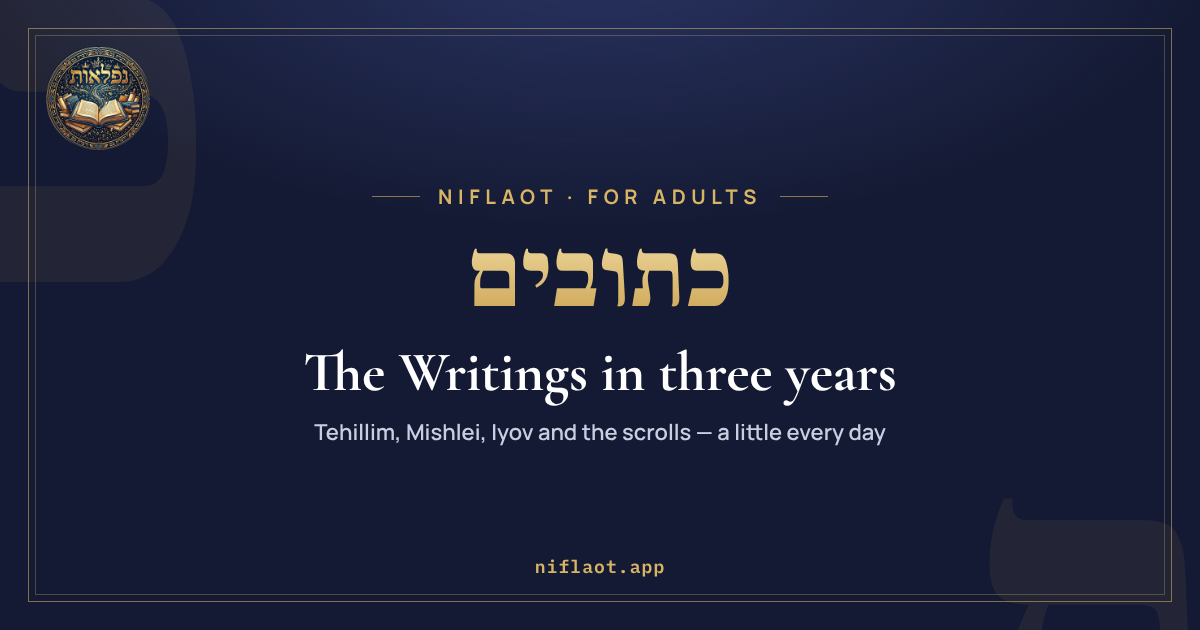 נפלאות
NIFLAOT · FOR ADULTS
כתובים
The Writings in three years
Tehillim, Mishlei, Iyov and the scrolls — a little every day
niflaot.app